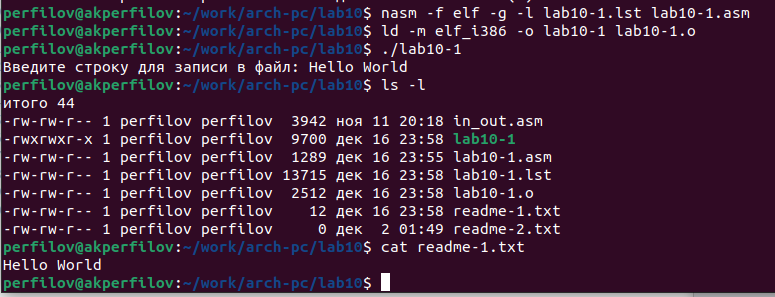 perfilov@akperfilov:~/work/arch-pc/lab10$ nasm -f elf -g -l lab10-1.lst lab10-1.asm
perfilov@akperfilov:~/work/arch-pc/lab10$ ld -m elf_i386 -o lab10-1 lab10-1.o
perfilov@akperfilov:~/work/arch-pc/lab10$ ./lab10-1
Введите строку для записи в файл: Hello World
perfilov@akperfilov:~/work/arch-pc/lab10$ ls -l
итого 44
-rw-rw-r-- 1 perfilov perfilov  3942 ноя 11 20:18 in_out.asm
-rwxrwxr-x 1 perfilov perfilov  9700 дек 16 23:58 lab10-1
-rw-rw-r-- 1 perfilov perfilov  1289 дек 16 23:55 lab10-1.asm
-rw-rw-r-- 1 perfilov perfilov 13715 дек 16 23:58 lab10-1.lst
-rw-rw-r-- 1 perfilov perfilov  2512 дек 16 23:58 lab10-1.o
-rw-rw-r-- 1 perfilov perfilov    12 дек 16 23:58 readme-1.txt
-rw-rw-r-- 1 perfilov perfilov     0 дек  2 01:49 readme-2.txt
perfilov@akperfilov:~/work/arch-pc/lab10$ cat readme-1.txt
Hello World
perfilov@akperfilov:~/work/arch-pc/lab10$